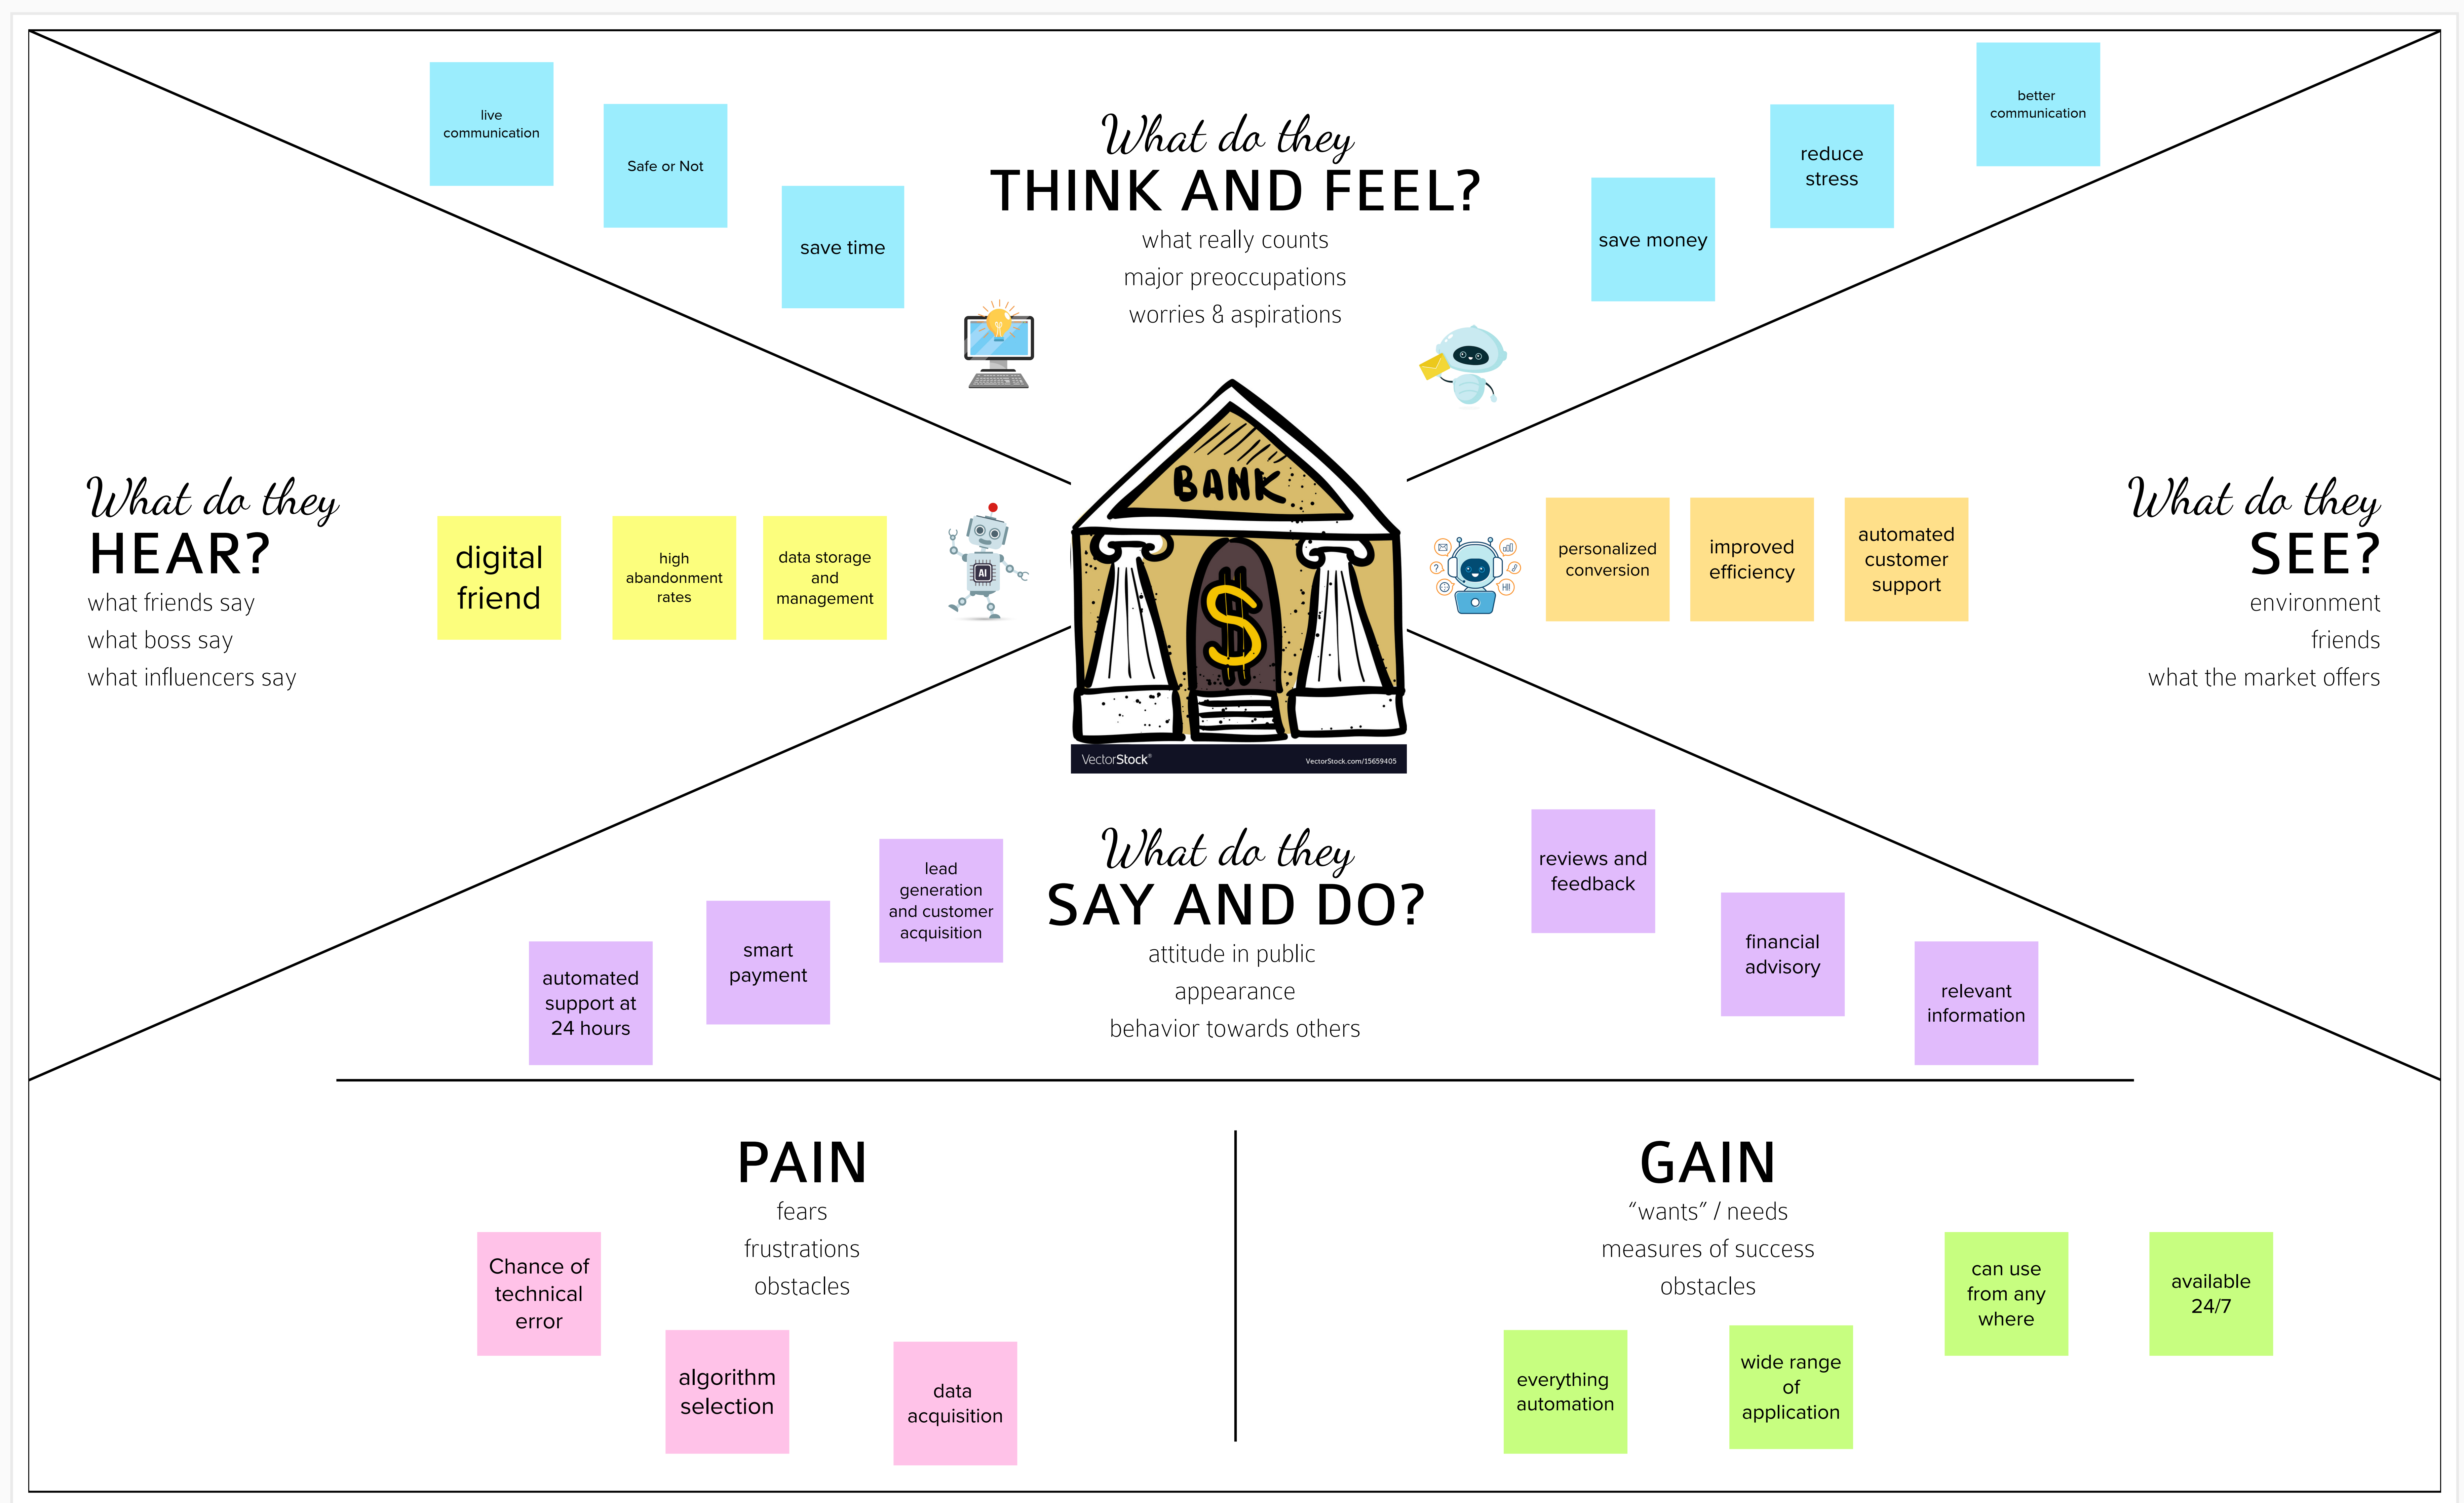 live
communication
Safe or Not
save time
What do they
THINK AND FEEL?
what really counts
major preoccupations
worries & aspirations
save money
reduce
stress
better
communication
What do they
HEAR?
what friends say
what boss say
what influencers say
digital
friend
high
abandonment
rates
data storage
and
management
AI
BANK
$
VectorStock®
VectorStock.com/15659405
?
HI!
personalized
conversion
improved
efficiency
automated
customer
support
What do they
SEE?
environment
friends
what the market offers
automated
support at
24 hours
smart
payment
lead
generation
and customer
acquisition
What do they
SAY AND DO?
attitude in public
appearance
behavior towards others
reviews and
feedback
financial
advisory
relevant
information
PAIN
fears
frustrations
obstacles
Chance of
technical
error
algorithm
selection
data
acquisition
GAIN
“wants” / needs
measures of success
obstacles
everything
automation
wide range
of
application
can use
from any
where
available
24/7